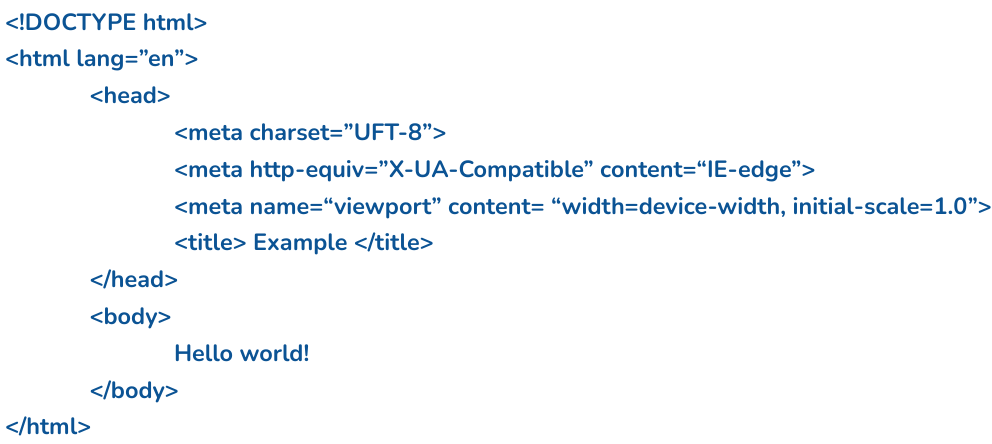 <!DOCTYPE html>
<html lang=”en”>
<head>
<meta charset=”UFT-8”>
<meta http-equiv=”X-UA-Compatible” content=“IE-edge”>
<meta name=“viewport” content= “width=device-width, initial-scale=1.0”>
<title> Example </title>
</head>
<body>
Hello world!
</body>
</html>